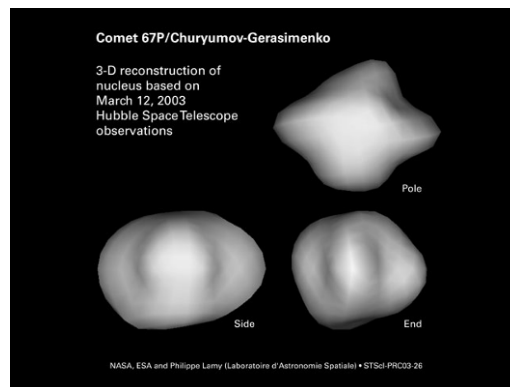 Comet 67P/Churyumov-Gerasimenko
3-D reconstruction of
nucleus based on
March 12, 2003
Hubble Space Telescope
observations
Pole
Side
End
NASA, ESA and Philippe Lamy (Laboratoire d'Astronomie Spatiale) • STScI-PRC03-26